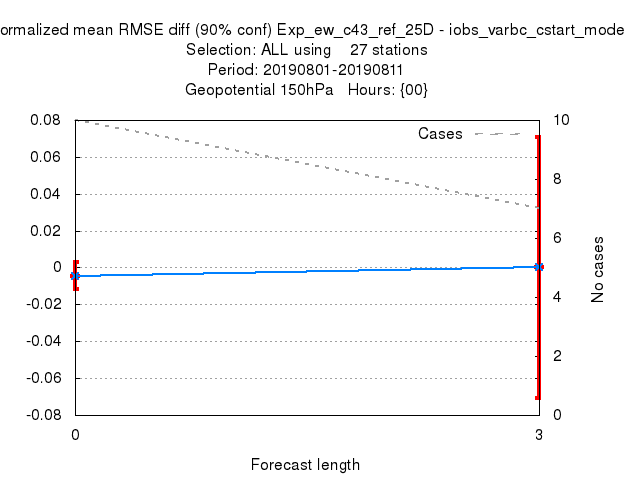 ormalized mean RMSE diff (90% conf) Exp_ew_c43_ref_25D - iobs_varbc_cstart_mode
Selection: ALL using 27 stations
Period: 20190801-20190811
Geopotential 150hPa Hours: {00}
Cases
0.08
0.06
0.04
0.02
0
-0.02
-0.04
-0.06
-0.08
10
8
6
4
2
0
No cases
0
3
Forecast length